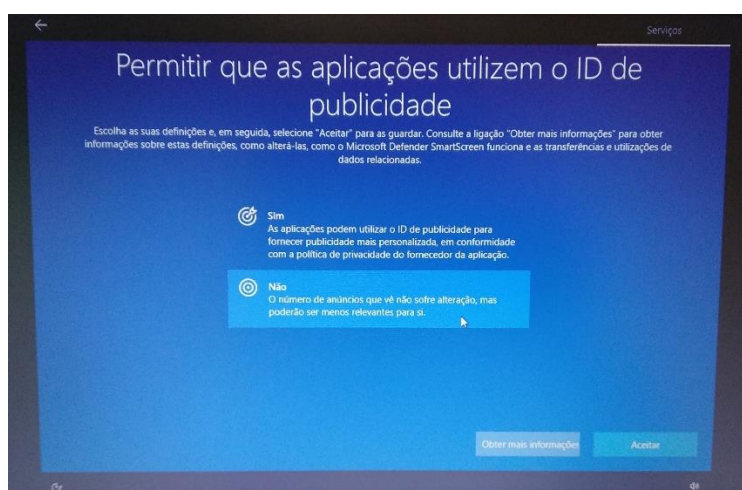 Serviços
Permitir que as aplicações utilizem o ID de
publicidade
Escolha as suas definições e, em seguida, selecione "Aceitar" para as guardar. Consulte a ligação "Obter mais informações" para obter
informações sobre estas definições, como alterá-las, como o Microsoft Defender SmartScreen funciona e as transferências e utilizações de
dados relacionadas.
Sim
As aplicações podem utilizar o ID de publicidade para
fornecer publicidade mais personalizada, em conformidade
com a política de privacidade do fornecedor da aplicação.
Não
O número de anúncios que vê não sofre alteração, mas
poderão ser menos relevantes para si.
Obter mais informações
Aceitar